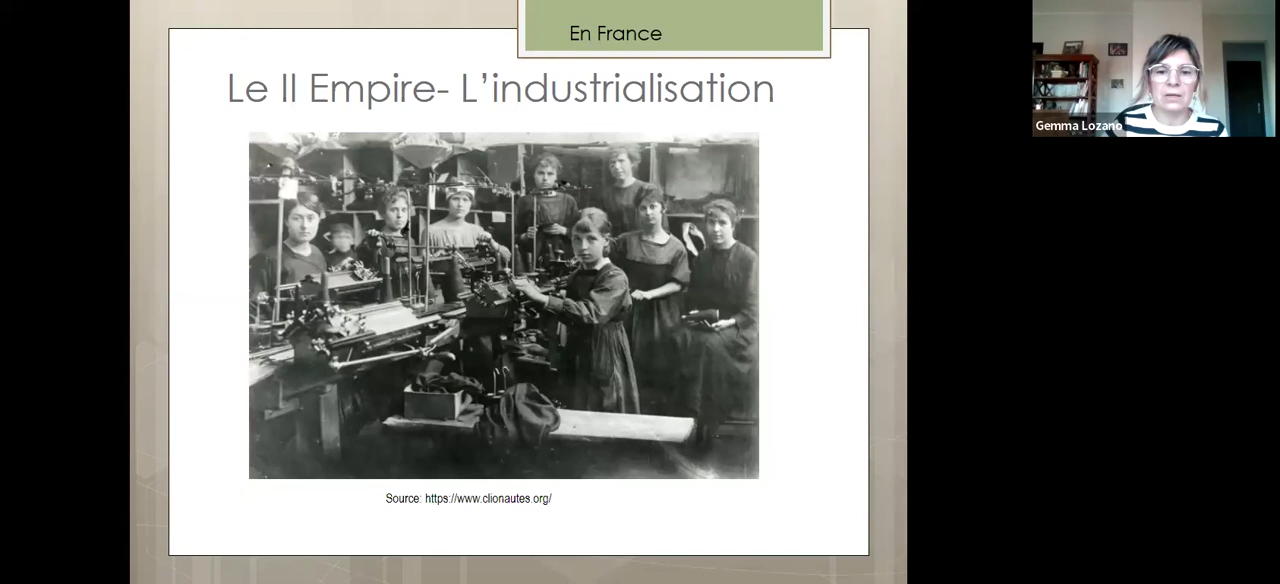 En France
Le II Empire- L’industrialisation
Gemma Lozano
Source: https://www.clionautes.org/